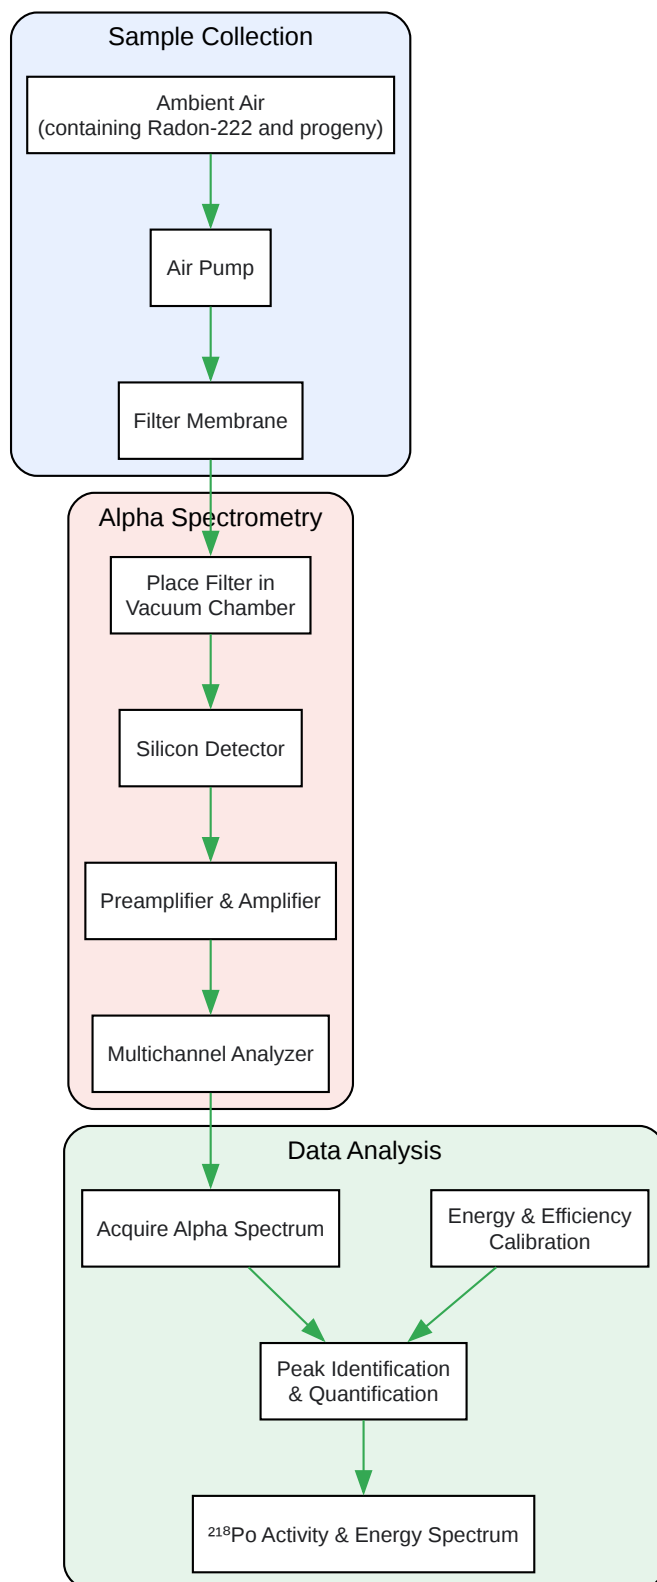 Sample Collection
Ambient Air
(containing Radon-222 and progeny)
Air Pump
Filter Membrane
Alpha Spectrometry
Place Filter in
Vacuum Chamber
Silicon Detector
Preamplifier & Amplifier
Multichannel Analyzer
Data Analysis
Acquire Alpha Spectrum
Energy & Efficiency
Calibration
Peak Identification
& Quantification
²¹⁸Po Activity & Energy Spectrum